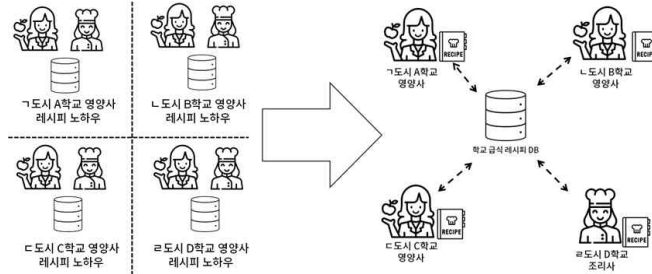 ㄱ도시 A학교 영양사
레시피 노하우
ㄴ도시 B학교 영양사
레시피 노하우
ㄷ도시 C학교 영양사
레시피 노하우
ㄹ도시 D학교 영양사
레시피 노하우
RECIPE
ㄱ도시 A학교
영양사
RECIPE
ㄴ도시 B학교
영양사
학교 급식 레시피 DB
RECIPE
ㄷ도시 C학교
영양사
RECIPE
ㄹ도시 D학교
조리사